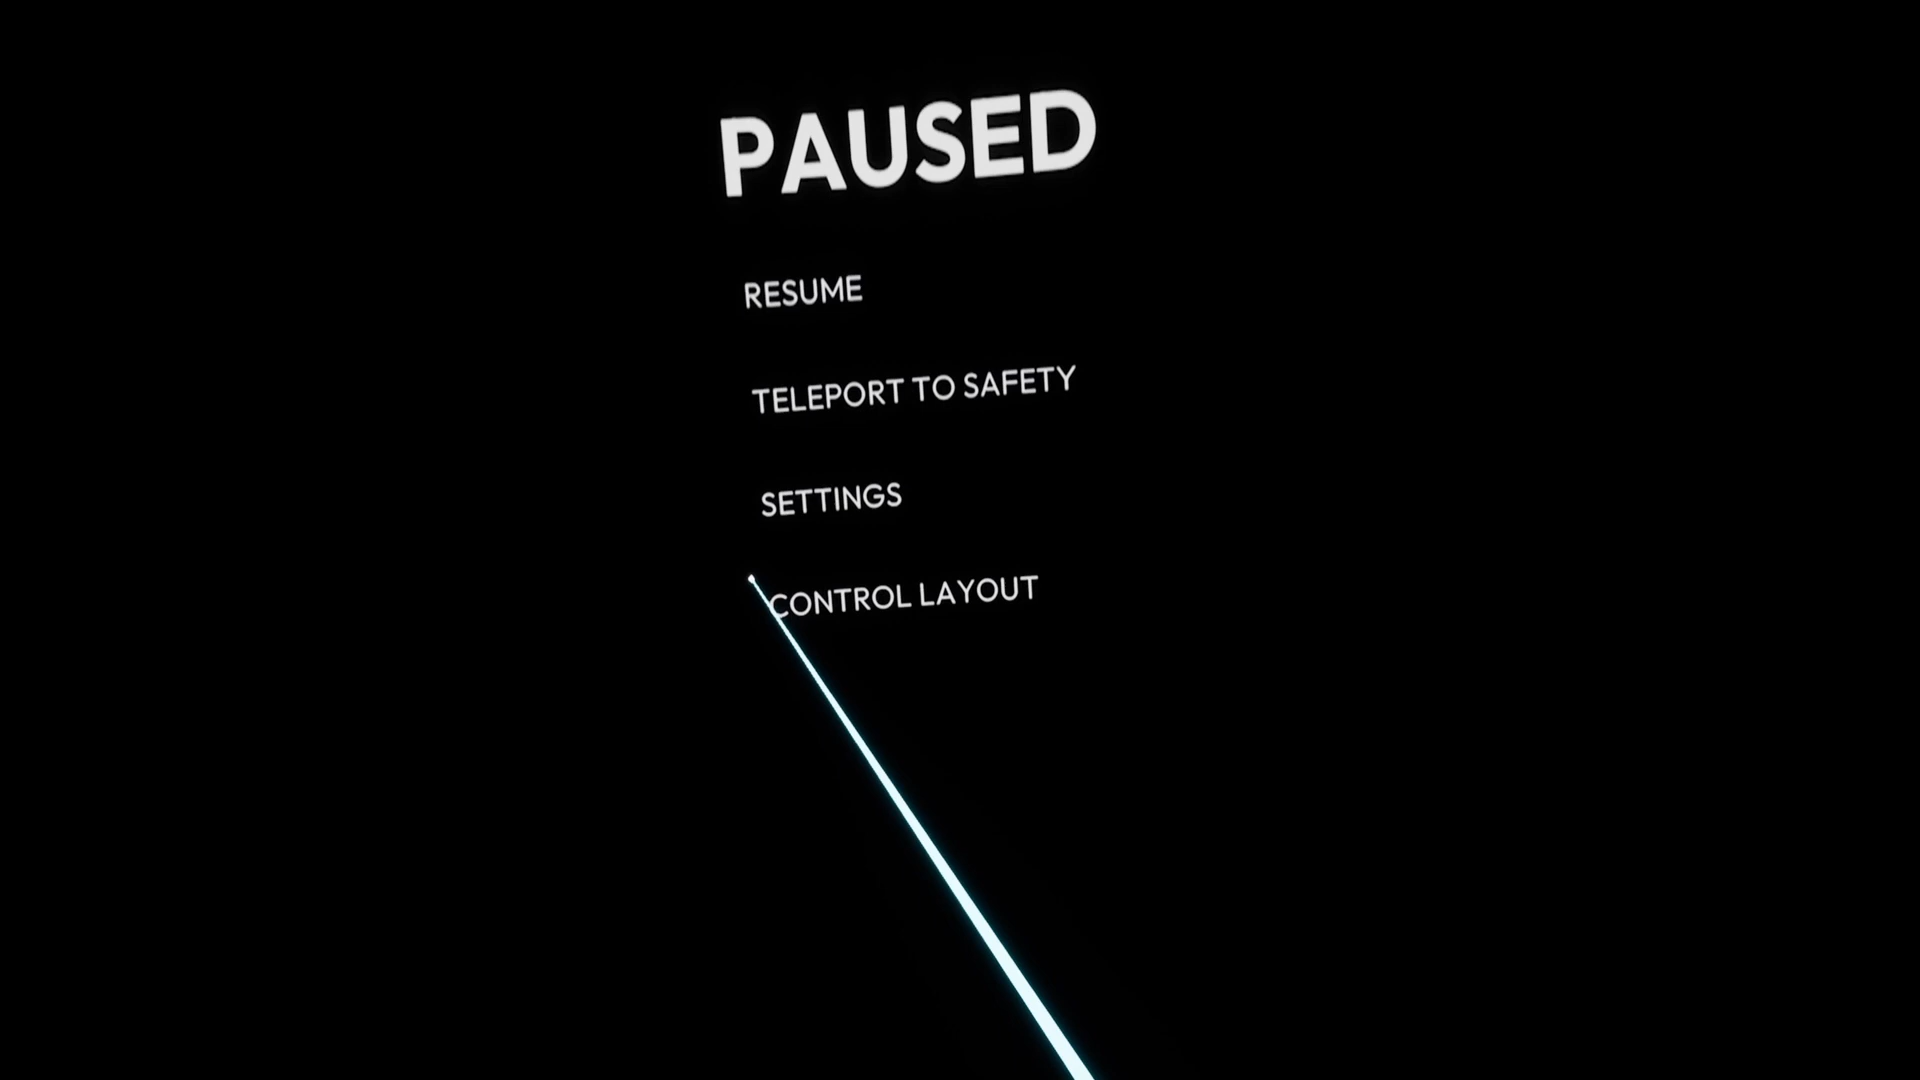 PAUSED
RESUME
TELEPORT TO SAFETY
SETTINGS
CONTROL LAYOUT